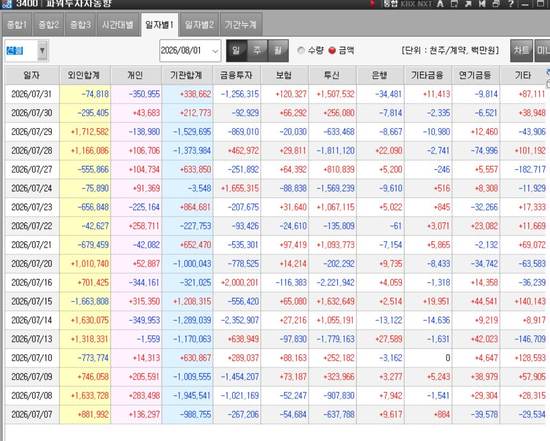 3400 파워투자자동향 통합 KRX NXT
종합1 종합2 종합3 시간대별 일자별1 일자별2 기간누계
선물 2026/08/01 일 주 월 수량 금액 [단위 : 천주/계약, 백만원] 차트 미니
일자 외인합계 개인 기관합계 금융투자 보험 투신 은행 기타금융 연기금등 기타
2026/07/31 -74,818 -350,955 +338,662 -1,256,315 +120,327 +1,507,532 -34,481 +11,413 -9,814 +87,111
2026/07/30 -295,405 +43,683 +212,773 -92,929 +66,292 +256,080 -7,814 -2,335 -6,521 +38,948
2026/07/29 +1,712,582 -138,980 -1,529,695 -869,010 -20,030 -633,468 -8,667 -10,980 +12,460 -43,906
2026/07/28 +1,166,086 +106,706 -1,373,984 +462,972 +29,811 -1,811,120 +22,090 -2,741 -74,996 +101,192
2026/07/27 -555,866 +104,734 +633,850 -251,892 +64,392 +810,839 +5,200 -246 +5,557 -182,717
2026/07/24 -75,890 +91,369 -3,548 +1,655,315 -88,838 -1,569,239 -9,610 +516 +8,308 -11,929
2026/07/23 -656,848 -225,164 +864,681 -207,675 +31,640 +1,067,115 +5,022 +845 -32,266 +17,333
2026/07/22 -42,627 +258,711 -227,753 -93,426 -24,610 -135,809 -61 +3,071 +23,082 +11,669
2026/07/21 -679,459 -42,082 +652,470 -535,301 +97,419 +1,093,773 -7,154 +5,865 -2,132 +69,072
2026/07/20 +1,010,740 +52,887 -1,000,043 -778,525 +14,214 -202,292 +9,735 -8,433 -34,742 -63,583
2026/07/16 +701,425 -344,161 -321,025 +2,000,201 -116,383 -2,221,942 +4,059 -1,318 +14,358 -36,239
2026/07/15 -1,663,808 +315,350 +1,208,315 -556,420 +65,080 +1,632,649 +2,514 +19,951 +44,541 +140,143
2026/07/14 +1,630,075 -349,953 -1,289,039 -2,352,907 +27,216 +1,055,191 -13,122 -14,636 +9,219 +8,917
2026/07/13 +1,318,331 -1,559 -1,170,063 +638,949 -97,830 -1,779,163 +27,589 -1,631 +42,023 -146,709
2026/07/10 -773,774 +14,313 +630,867 +289,037 +88,163 +252,182 -3,162 0 +4,647 +128,593
2026/07/09 +746,058 +205,591 -1,009,555 -1,454,207 +73,187 +323,966 +3,277 +5,243 +38,979 +57,905
2026/07/08 +1,633,728 +283,498 -1,945,541 -1,021,169 -52,247 -907,830 +7,942 -1,541 +29,304 +28,315
2026/07/07 +881,992 +136,297 -988,755 -267,206 -54,684 -637,788 +9,617 +884 -39,578 -29,534